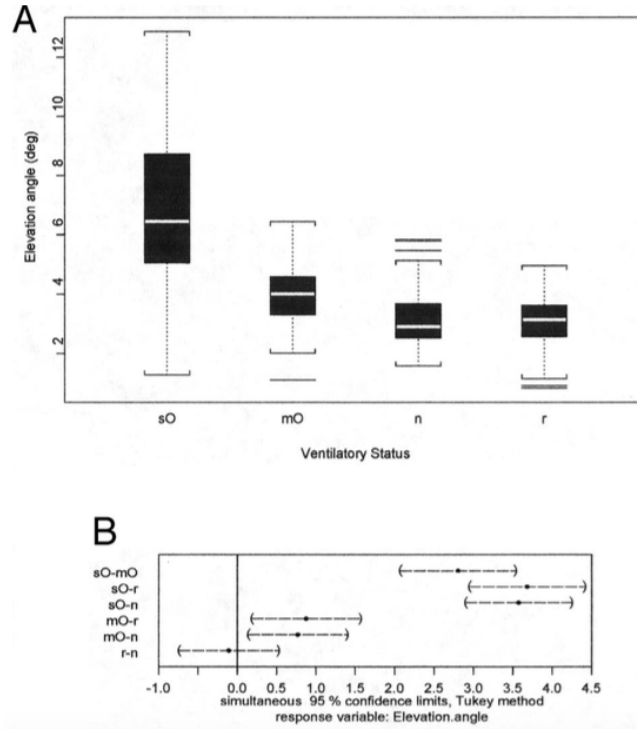 A
12
10
8
6
4
2
Elevation angle (deg)
sO mO n r
Ventilatory Status
B
sO-mO
sO-r
sO-n
mO-r
mO-n
r-n
-1.0 0.0 0.5 1.0 1.5 2.0 2.5 3.0 3.5 4.0 4.5
simultaneous 95 % confidence limits, Tukey method
response variable: Elevation.angle